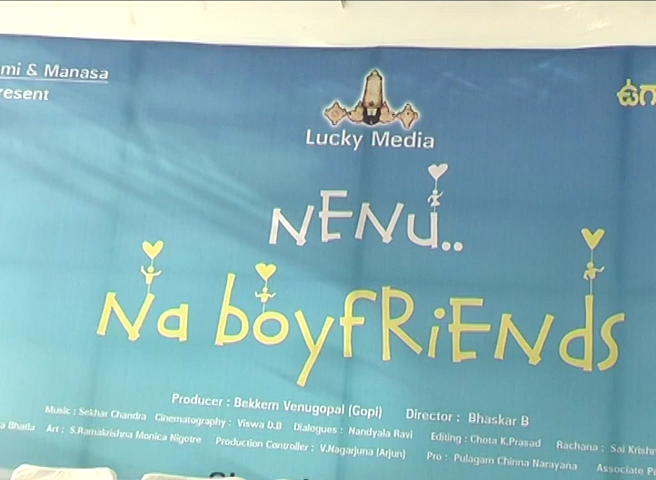 mi & Manasa
resent
ఉగా
Lucky Media
NENU..
Na boyfRiENds
Producer : Bekkem Venugopal (Gopi) Director : Bhaskar B
Music : Sekhar Chandra Cinematography : Viswa D.B Dialogues : Nandyala Ravi Editing : Chota K.Prasad Rachana : Sai Krishn
a Bhatla Art : S.Ramakrishna Monica Nigotre Production Controller : V.Nagarjuna (Arjun) Pro : Pulagam Chinna Narayana Associate P